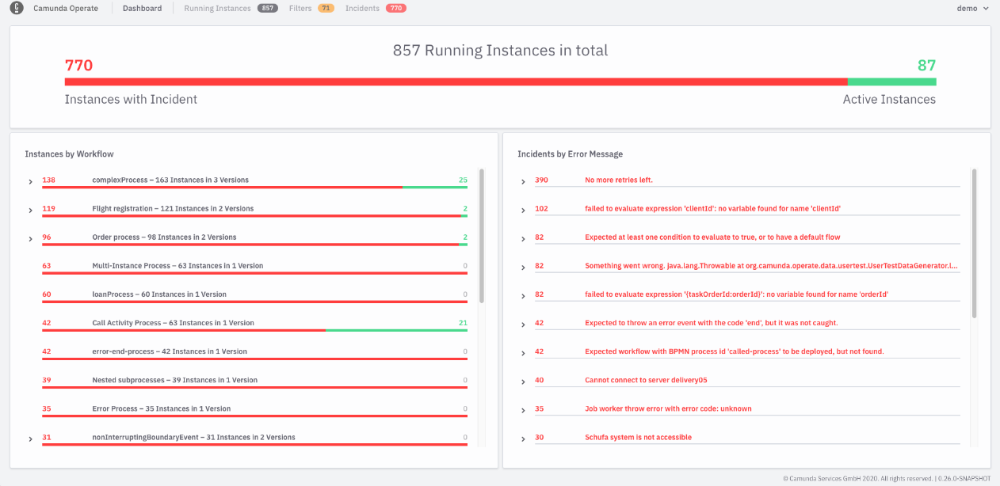 Camunda Operate Dashboard Running Instances 857 Filters 71 Incidents 770 demo
857 Running Instances in total
770 87
Instances with Incident Active Instances
Instances by Workflow
138 complexProcess – 163 Instances in 3 Versions 25
119 Flight registration – 121 Instances in 2 Versions 2
96 Order process – 98 Instances in 2 Versions 2
63 Multi-Instance Process – 63 Instances in 1 Version 0
60 loanProcess – 60 Instances in 1 Version 0
42 Call Activity Process – 63 Instances in 1 Version 21
42 error-end-process – 42 Instances in 1 Version 0
39 Nested subprocesses – 39 Instances in 1 Version 0
35 Error Process – 35 Instances in 1 Version 0
31 nonInterruptingBoundaryEvent – 31 Instances in 2 Versions 0
Incidents by Error Message
390 No more retries left.
102 failed to evaluate expression 'clientId': no variable found for name 'clientId'
82 Expected at least one condition to evaluate to true, or to have a default flow
82 Something went wrong. java.lang.Throwable at org.camunda.operate.data.usertest.UserTestDataGenerator.l...
82 failed to evaluate expression '{taskOrderId:orderId}': no variable found for name 'orderId'
42 Expected to throw an error event with the code 'end', but it was not caught.
42 Expected workflow with BPMN process id 'called-process' to be deployed, but not found.
40 Cannot connect to server delivery05
35 Job worker throw error with error code: unknown
30 Schufa system is not accessible
© Camunda Services GmbH 2020. All rights reserved. | 0.26.0-SNAPSHOT